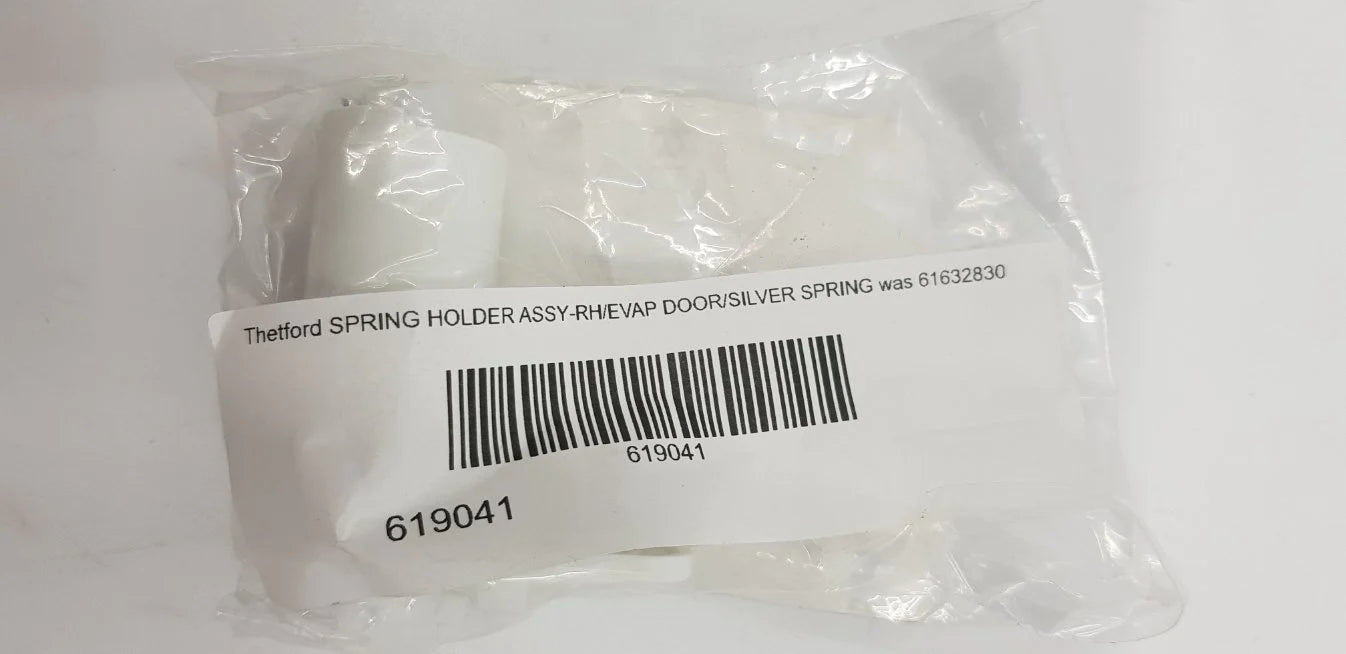 Thetford SPRING HOLDER ASSY-RH/EVAP DOOR/SILVER SPRING was 61632830
619041
619041